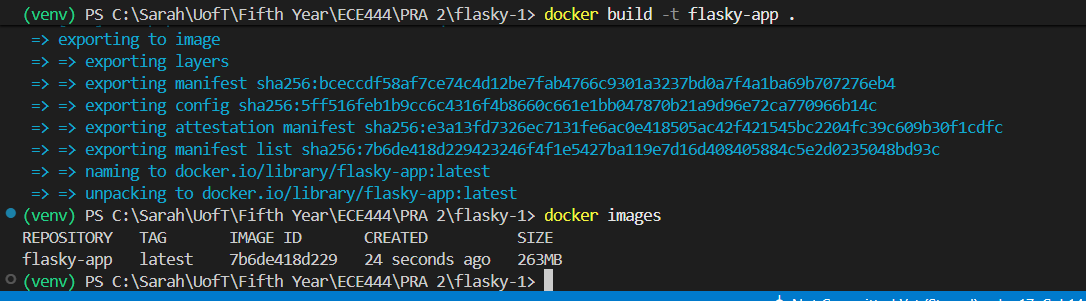 (venv) PS C:\Sarah\UofT\Fifth Year\ECE444\PRA 2\flasky-1> docker build -t flasky-app .
=> exporting to image
=> => exporting layers
=> => exporting manifest sha256:bceccdf58af7ce74c4d12be7fab4766c9301a3237bd0a7f4a1ba69b707276eb4
=> => exporting config sha256:5ff516feb1b9cc6c4316f4b8660c661e1bb047870b21a9d96e72ca770966b14c
=> => exporting attestation manifest sha256:e3a13fd7326ec7131fe6ac0e418505ac42f421545bc2204fc39c609b30f1cdfc
=> => exporting manifest list sha256:7b6de418d229423246f4f1e5427ba119e7d16d408405884c5e2d0235048bd93c
=> => naming to docker.io/library/flasky-app:latest
=> => unpacking to docker.io/library/flasky-app:latest
(venv) PS C:\Sarah\UofT\Fifth Year\ECE444\PRA 2\flasky-1> docker images
REPOSITORY TAG IMAGE ID CREATED SIZE
flasky-app latest 7b6de418d229 24 seconds ago 263MB
(venv) PS C:\Sarah\UofT\Fifth Year\ECE444\PRA 2\flasky-1>